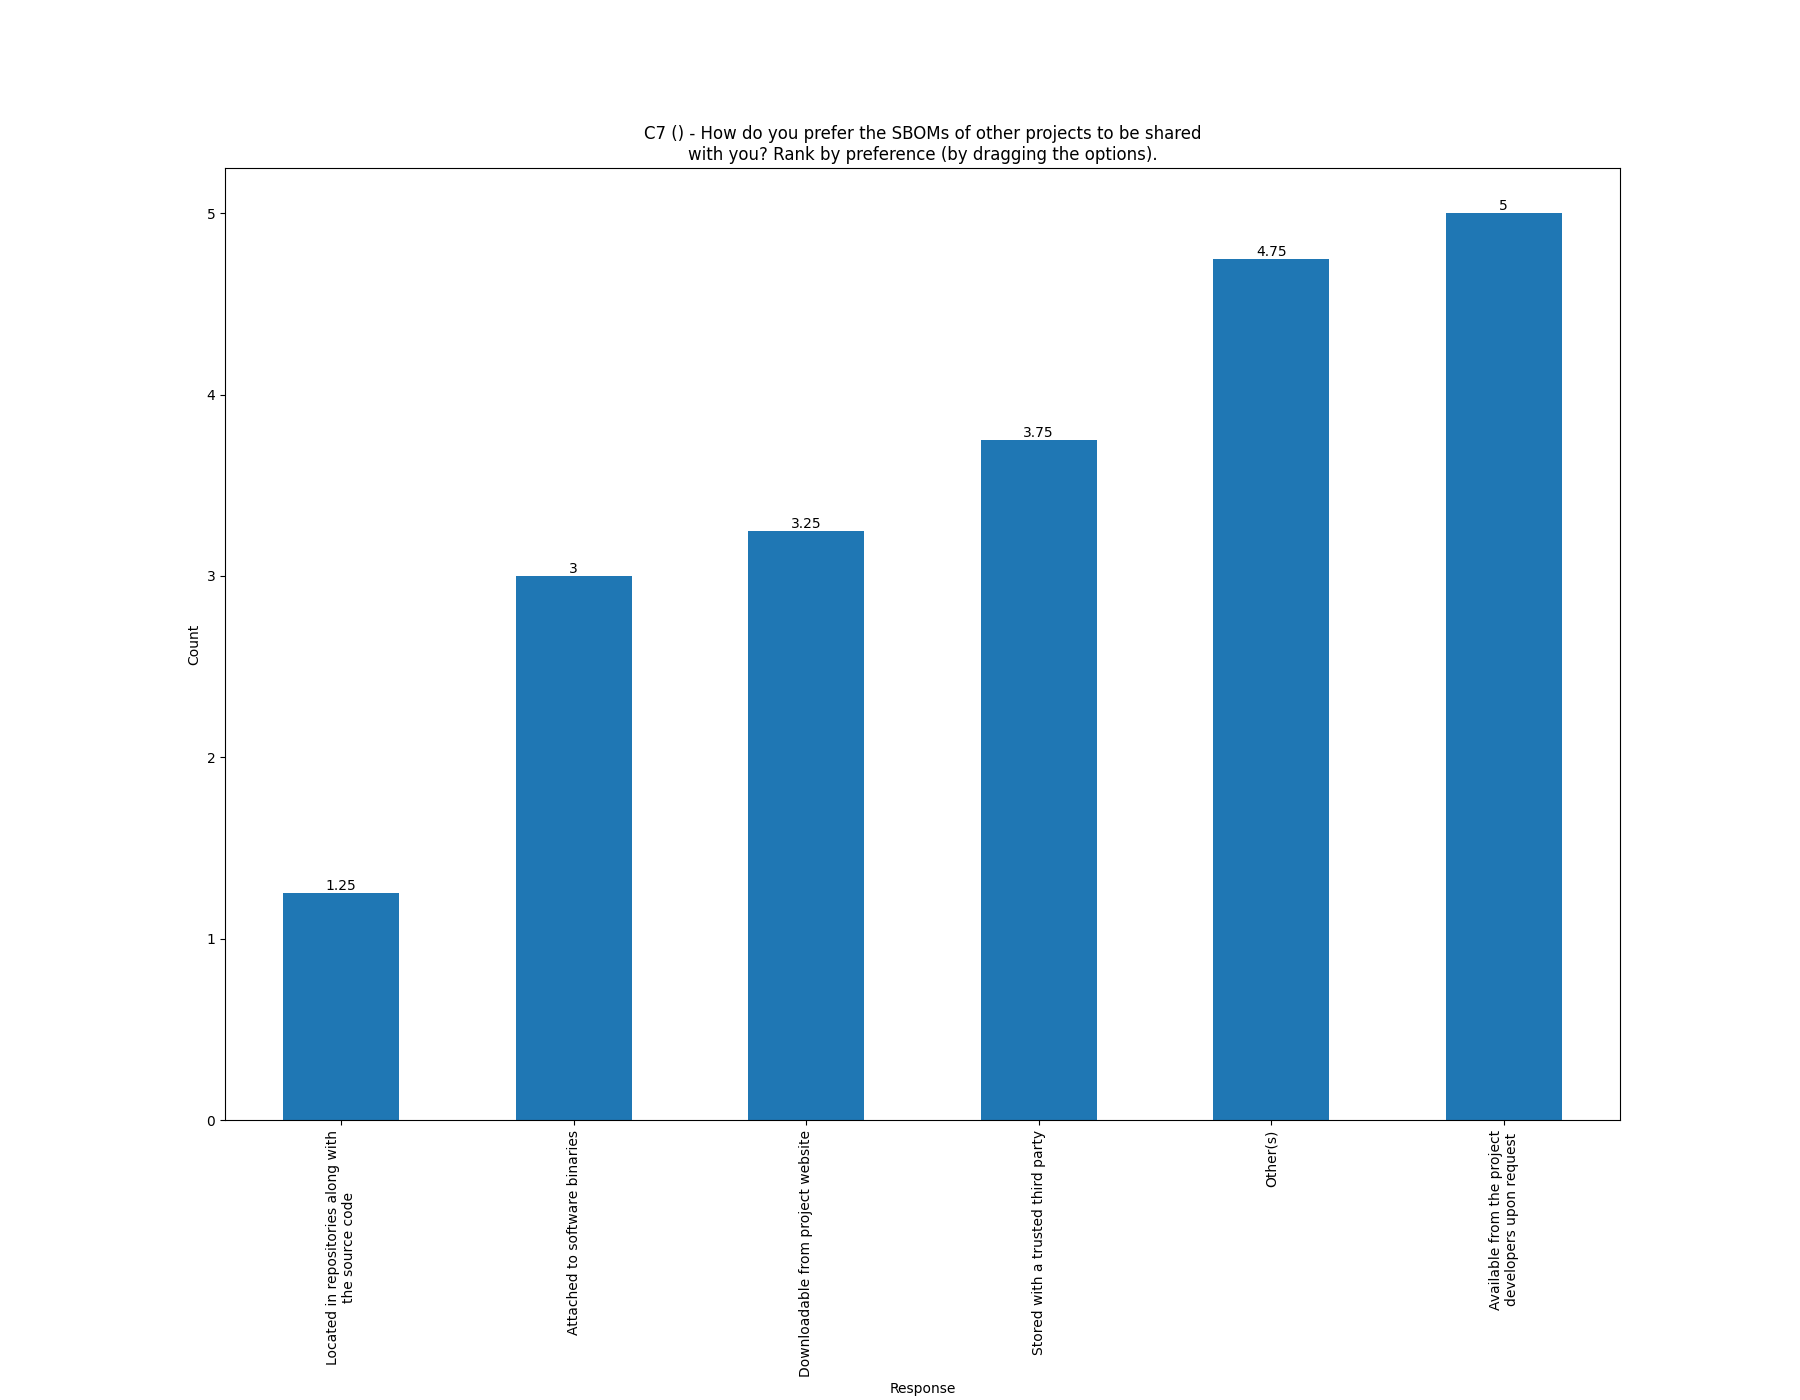 C7 () - How do you prefer the SBOMs of other projects to be shared
with you? Rank by preference (by dragging the options).
5
4
3
2
1
0
Count
1.25
3
3.25
3.75
4.75
5
Located in repositories along with
the source code
Attached to software binaries
Downloadable from project website
Stored with a trusted third party
Other(s)
Available from the project
developers upon request
Response